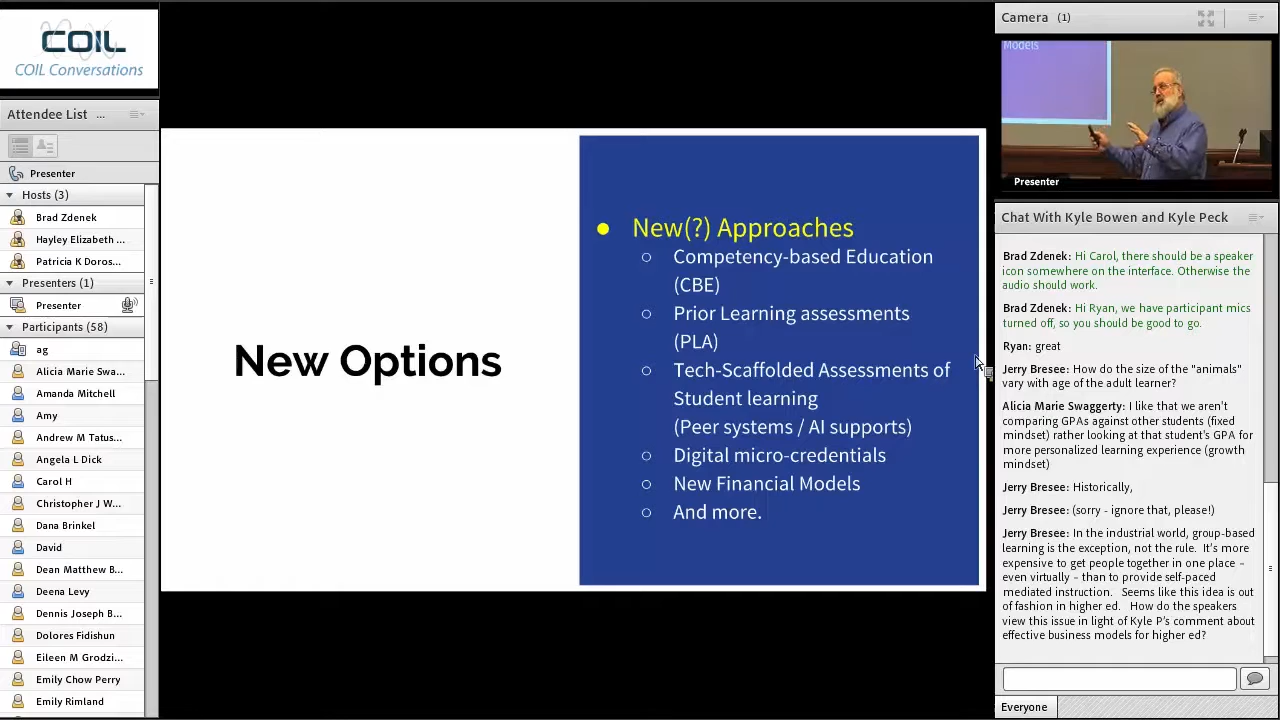 COIL
COIL Conversations
Attendee List ...
Presenter
Hosts (3)
Brad Zdenek
Hayley Elizabeth ...
Patricia K Doros...
Presenters (1)
Presenter
Participants (58)
ag
Alicia Marie Swa...
Amanda Mitchell
Amy
Andrew M Tatus...
Angela L Dick
Carol H
Christopher J W...
Dana Brinkel
David
Dean Matthew B...
Deena Levy
Dennis Joseph B...
Dolores Fidishun
Eileen M Grodzi...
Emily Chow Perry
Emily Rimland
New Options
New(?) Approaches
Competency-based Education
(CBE)
Prior Learning assessments
(PLA)
Tech-Scaffolded Assessments of
Student learning
(Peer systems / AI supports)
Digital micro-credentials
New Financial Models
And more.
Camera (1)
Models
Presenter
Chat With Kyle Bowen and Kyle Peck
Brad Zdenek: Hi Carol, there should be a speaker
icon somewhere on the interface. Otherwise the
audio should work.
Brad Zdenek: Hi Ryan, we have participant mics
turned off, so you should be good to go.
Ryan: great
Jerry Bresee: How do the size of the "animals"
vary with age of the adult learner?
Alicia Marie Swaggerty: I like that we aren't
comparing GPAs against other students (fixed
mindset) rather looking at that student's GPA for
more personalized learning experience (growth
mindset)
Jerry Bresee: Historically,
Jerry Bresee: (sorry - ignore that, please!)
Jerry Bresee: In the industrial world, group-based
learning is the exception, not the rule. It's more
expensive to get people together in one place –
even virtually – than to provide self-paced
mediated instruction. Seems like this idea is out
of fashion in higher ed. How do the speakers
view this issue in light of Kyle P's comment about
effective business models for higher ed?
Everyone